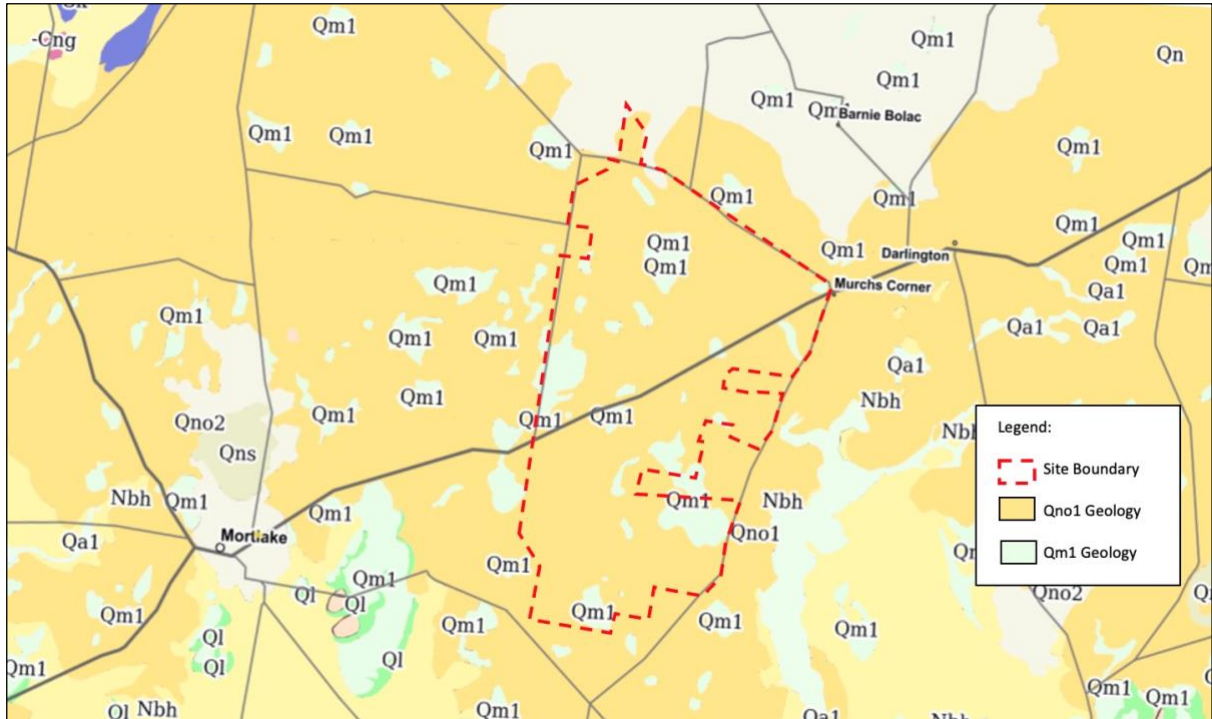 Qm1
-Cng
Qn
Qm1
Qm1
Barnie Bolac
Qm1
Qm1
Qm1
Qm1
Qm1
Qm1
Qm1
Qm1
Qm1
Qm1
Qm1
Qm1
Darlington
Qm1
Qm1
Murchs Corner
Qa1
Qm1
Qm1
Qm1
Qm1
Qa1
Qa1
Qa1
Qm1
Nbh
Qno2
Qm1
Qm1
Qm1
Qns
Legend:
Site Boundary
Qno1 Geology
Qm1 Geology
Nbh
Qm1
Qm1
Qm1
Nbh
Qa1
Mortlake
Qno1
Qm1
Qm1
Ql
Ql
Qno2
Qm1
Qm1
Qm1
Qm1
Qm1
Ql
Ql
Ql
Qm1
Qm1
Qm1
Ql
Nbh
Qm1
Qa1